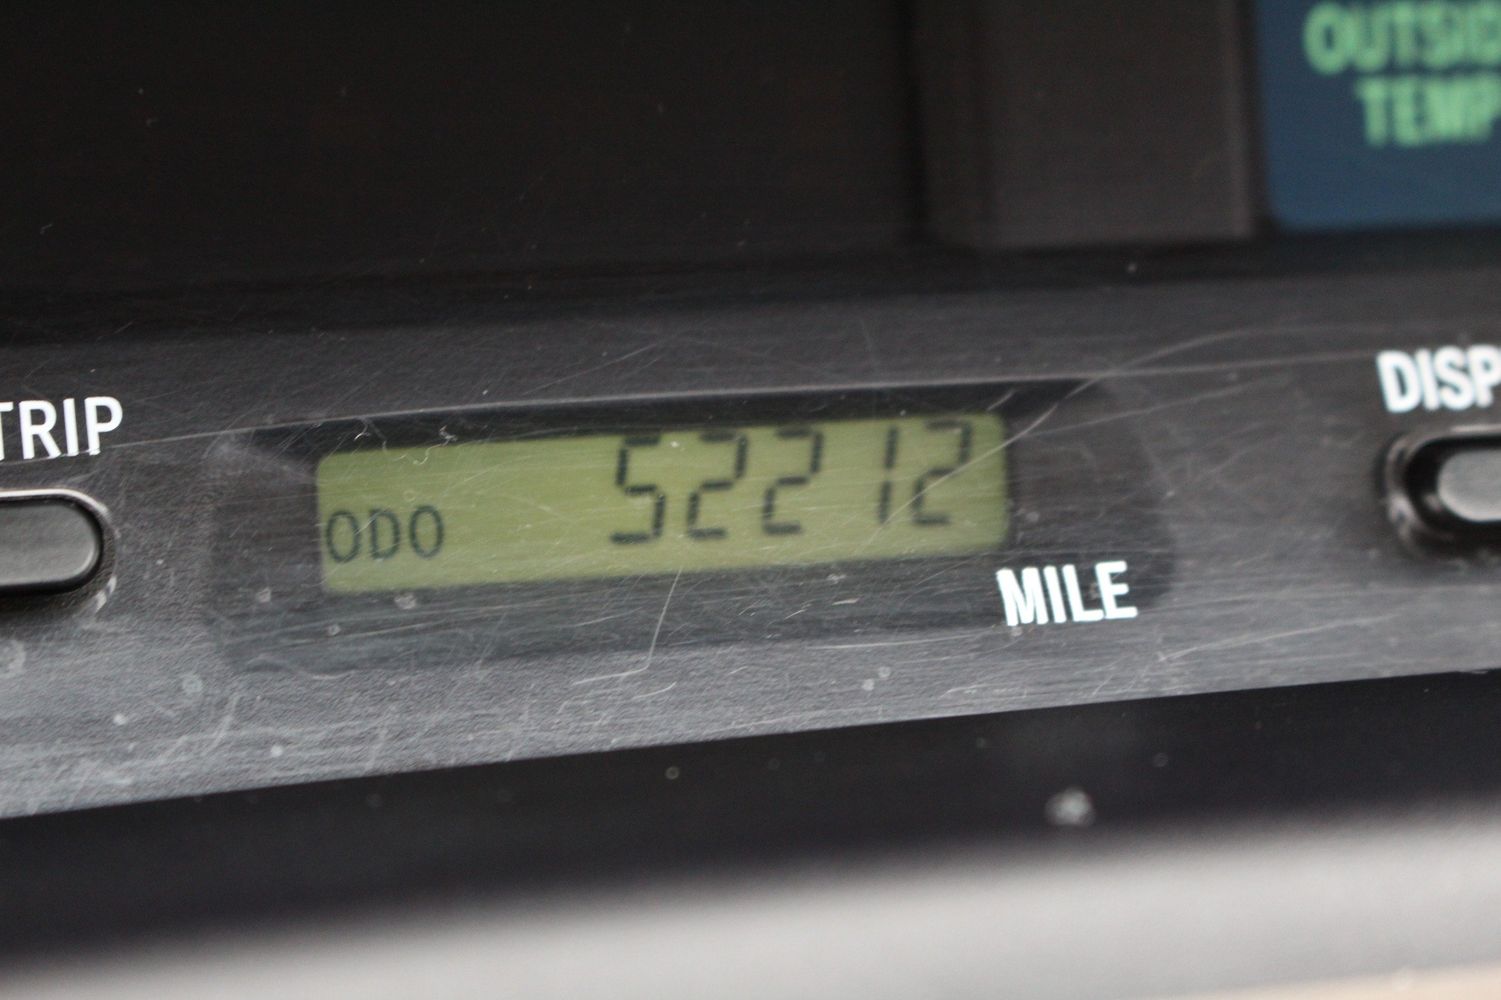 OUTSID
TEMP
TRIP
DISP
ODO 52212
MILE